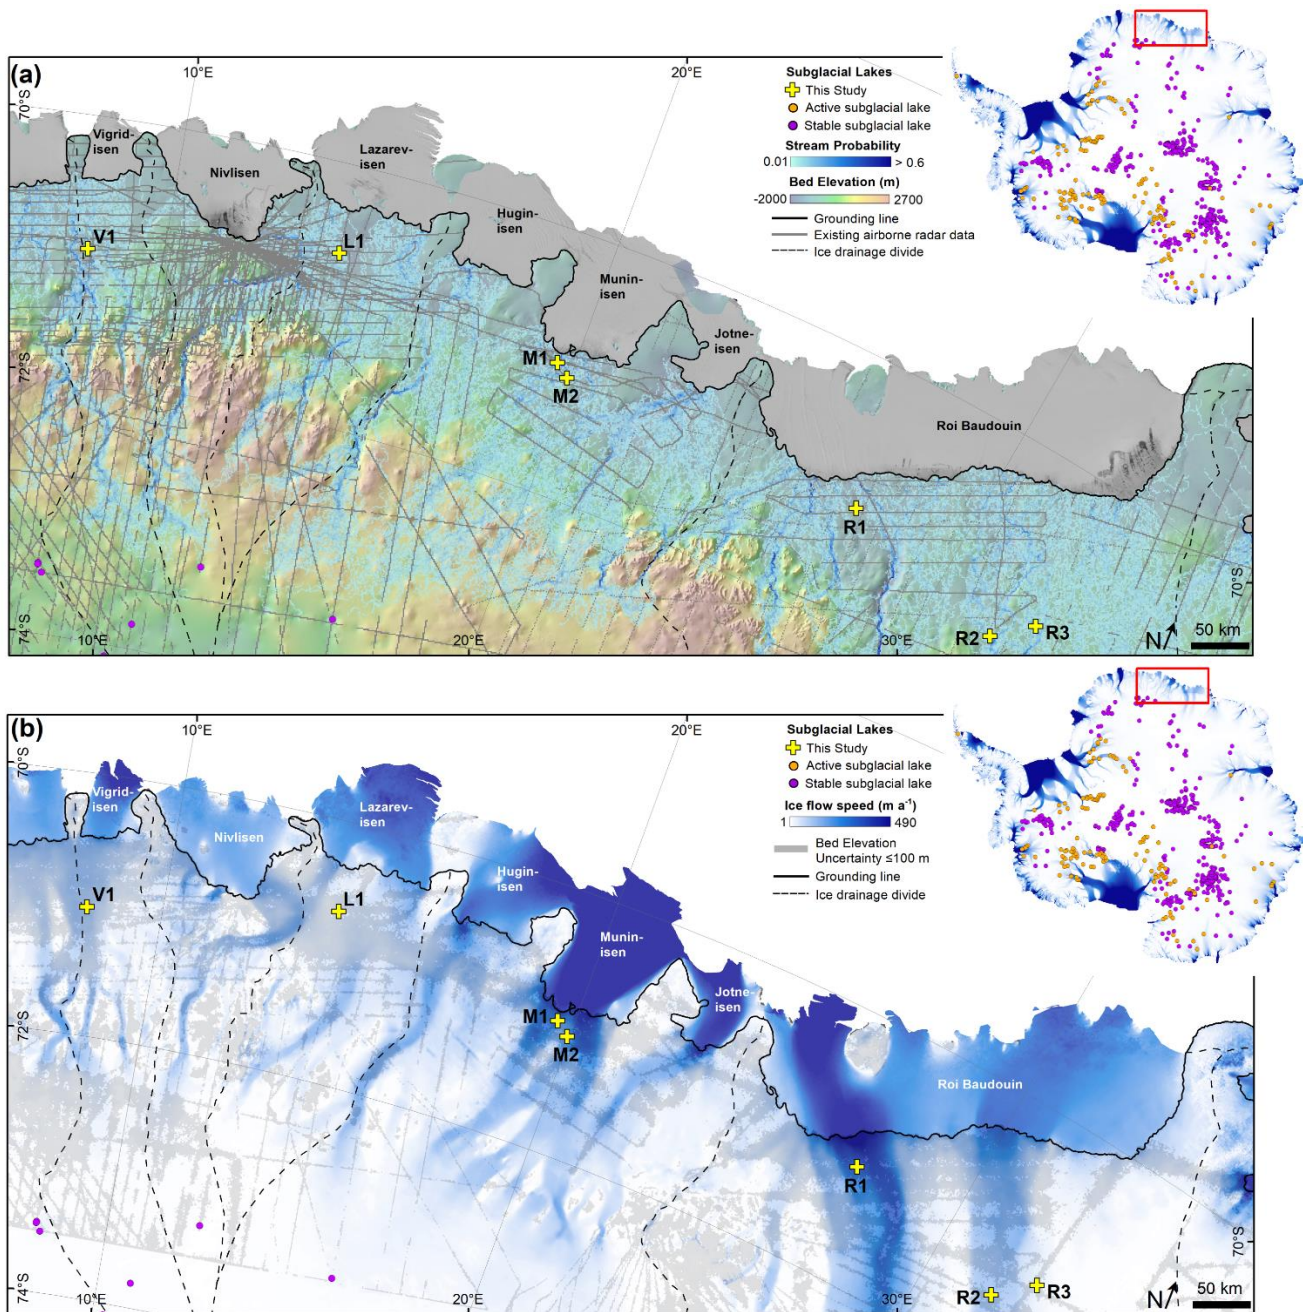 (a)
10°E
20°E
70°S
Vigrid-
isen
Nivlisen
Lazarev-
isen
Hugin-
isen
Munin-
isen
Jotne-
isen
Roi Baudouin
V1
L1
M1
M2
R1
R2
R3
72°S
74°S
10°E
20°E
30°E
70°S
N
50 km
Subglacial Lakes
This Study
Active subglacial lake
Stable subglacial lake
Stream Probability
0.01 > 0.6
Bed Elevation (m)
-2000 2700
Grounding line
Existing airborne radar data
Ice drainage divide
(b)
10°E
20°E
70°S
Vigrid-
isen
Nivlisen
Lazarev-
isen
Hugin-
isen
Munin-
isen
Jotne-
isen
Roi Baudouin
V1
L1
M1
M2
R1
R2
R3
72°S
74°S
10°E
20°E
30°E
70°S
N
50 km
Subglacial Lakes
This Study
Active subglacial lake
Stable subglacial lake
Ice flow speed (m a⁻¹)
1 490
Bed Elevation
Uncertainty ≤100 m
Grounding line
Ice drainage divide